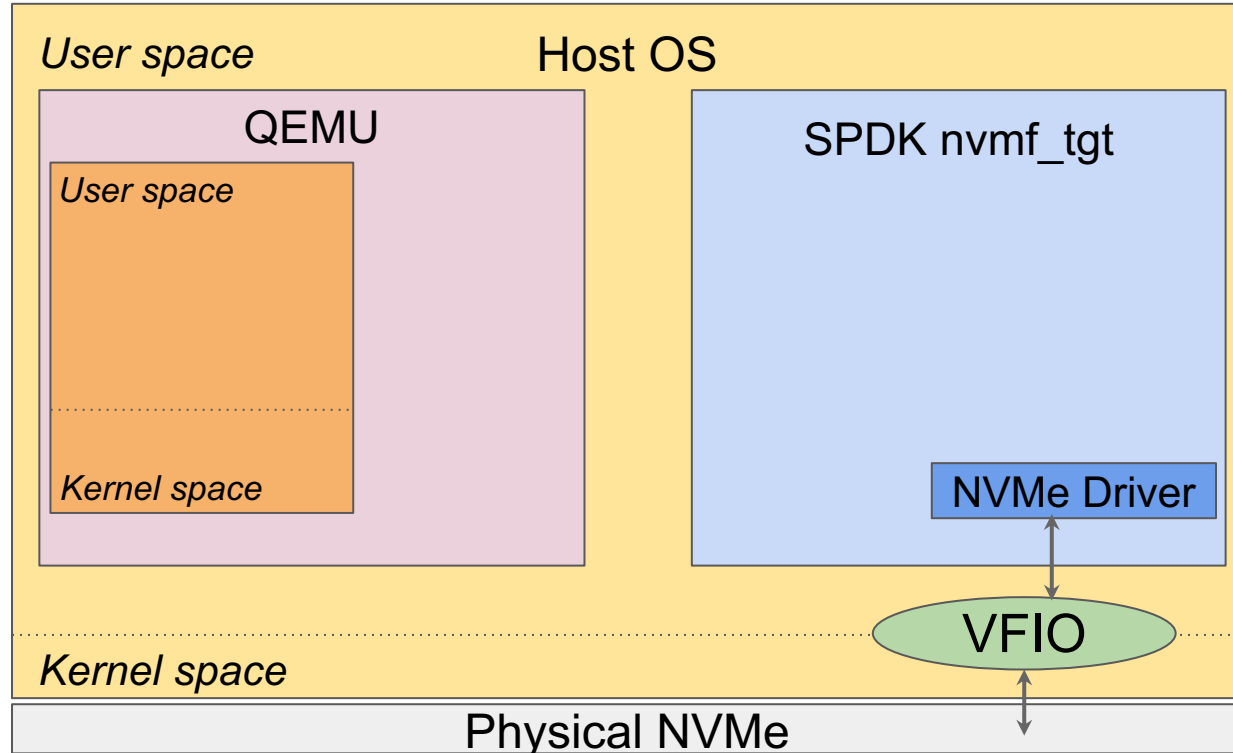 User space
Host OS
QEMU
SPDK nvmf_tgt
User space
Kernel space
NVMe Driver
VFIO
Kernel space
Physical NVMe